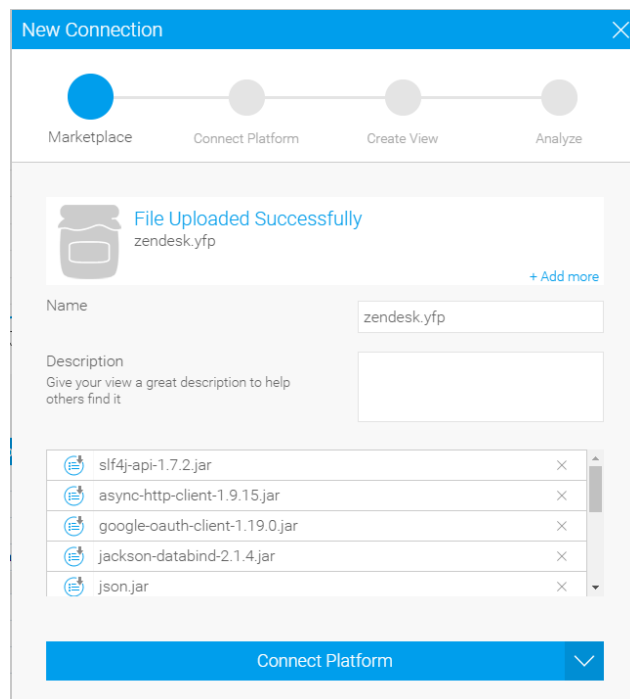 New Connection
Marketplace
Connect Platform
Create View
Analyze
File Uploaded Successfully
zendesk.yfp
+ Add more
Name
zendesk.yfp
Description
Give your view a great description to help
others find it
slf4j-api-1.7.2.jar
async-http-client-1.9.15.jar
google-oauth-client-1.19.0.jar
jackson-databind-2.1.4.jar
json.jar
Connect Platform